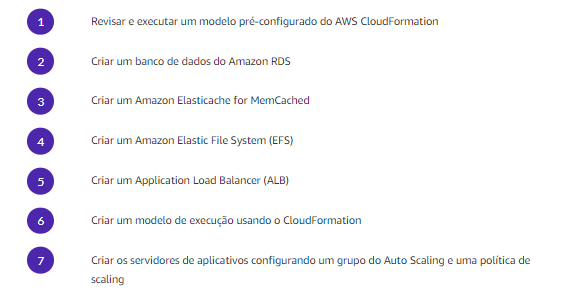 1 Revisar e executar um modelo pré-configurado do AWS CloudFormation
2 Criar um banco de dados do Amazon RDS
3 Criar um Amazon Elasticache for MemCached
4 Criar um Amazon Elastic File System (EFS)
5 Criar um Application Load Balancer (ALB)
6 Criar um modelo de execução usando o CloudFormation
7 Criar os servidores de aplicativos configurando um grupo do Auto Scaling e uma política de
scaling